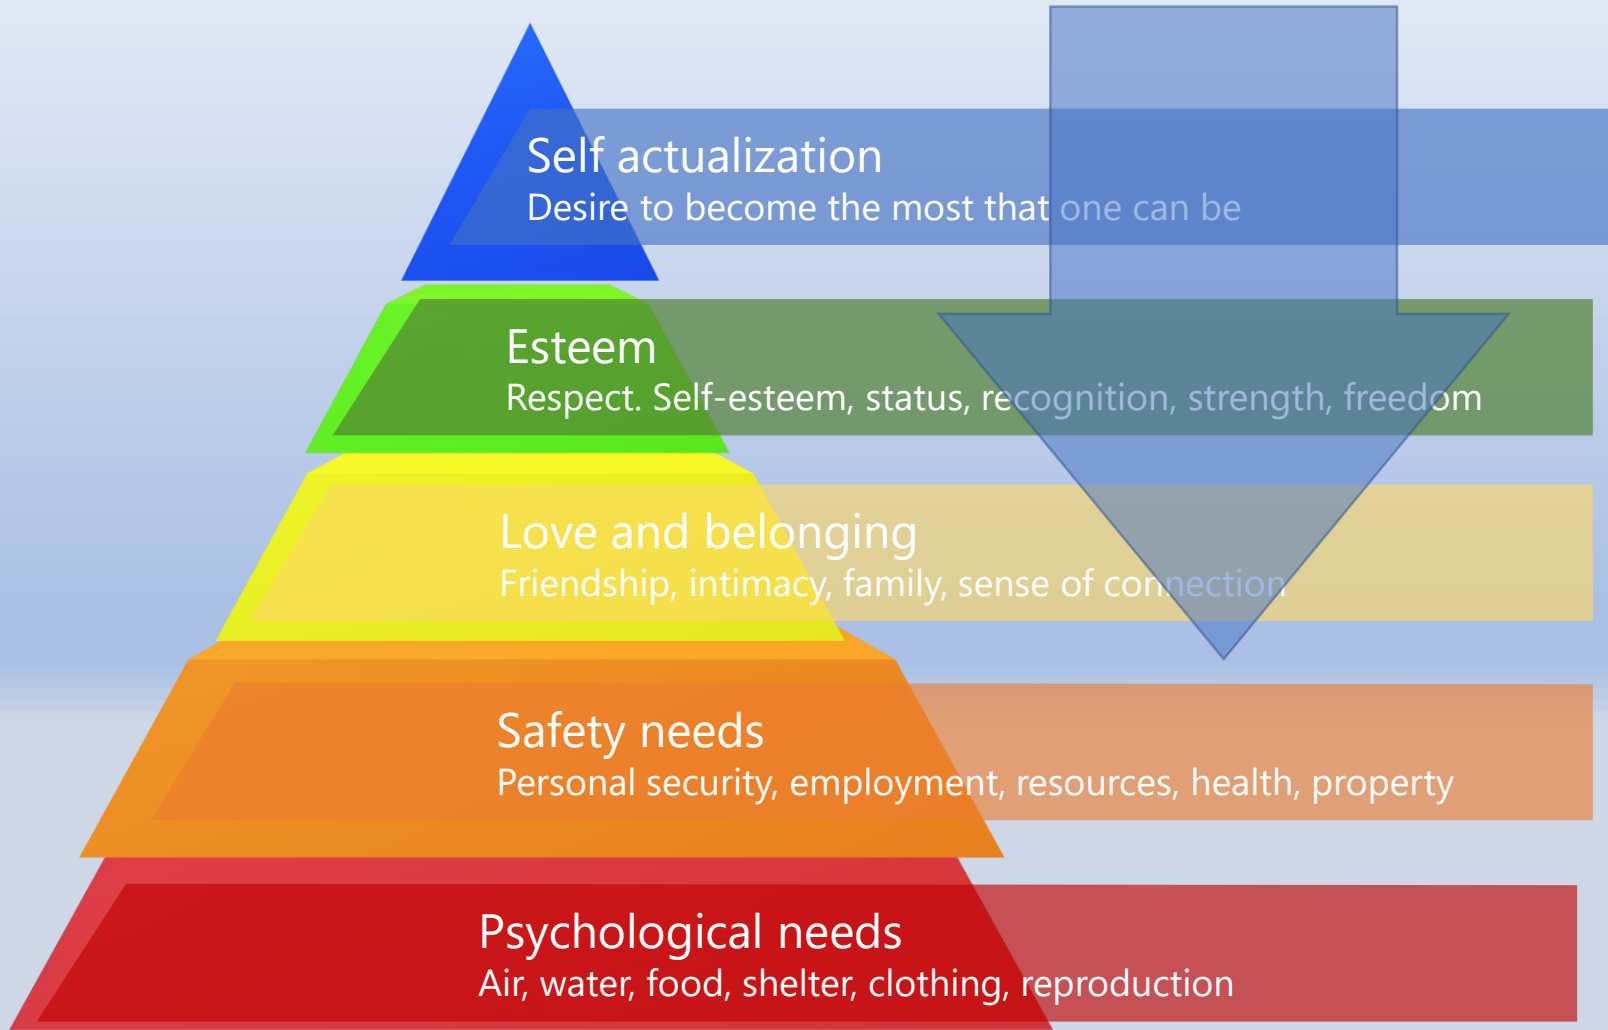 Self actualization
Desire to become the most that one can be
Esteem
Respect. Self-esteem, status, recognition, strength, freedom
Love and belonging
Friendship, intimacy, family, sense of connection
Safety needs
Personal security, employment, resources, health, property
Psychological needs
Air, water, food, shelter, clothing, reproduction